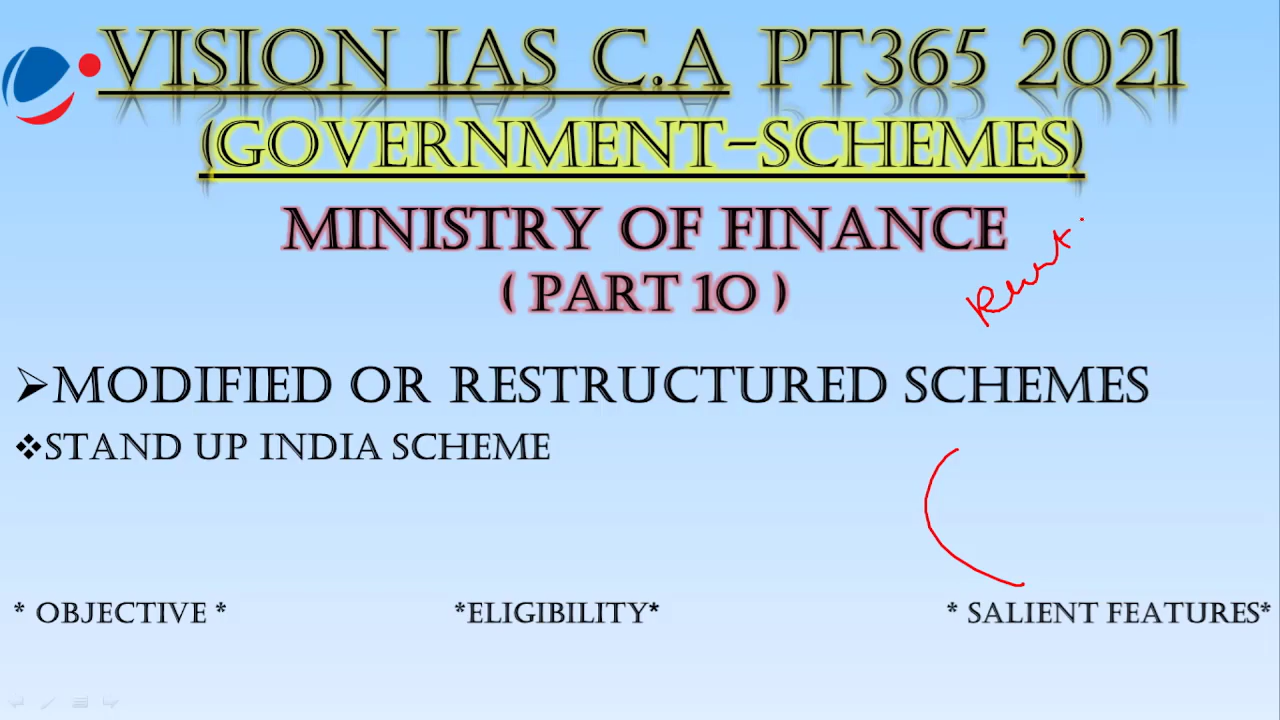 VISION IAS C.A PT365 2021
(GOVERNMENT-SCHEMES)
MINISTRY OF FINANCE
( PART 10 )
➢MODIFIED OR RESTRUCTURED SCHEMES
❖STAND UP INDIA SCHEME
* OBJECTIVE * *ELIGIBILITY* * SALIENT FEATURES*